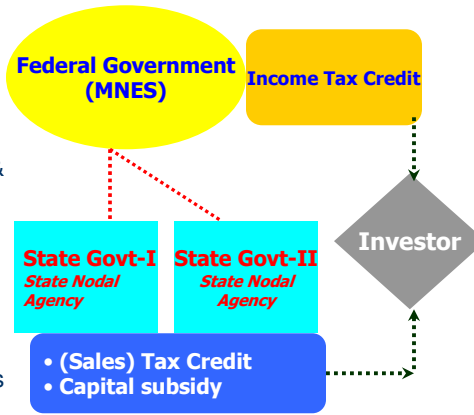 Federal Government
(MNES)
Income Tax Credit
&
State Govt-I
State Nodal
Agency
State Govt-II
State Nodal
Agency
Investor
• (Sales) Tax Credit
• Capital subsidy
s